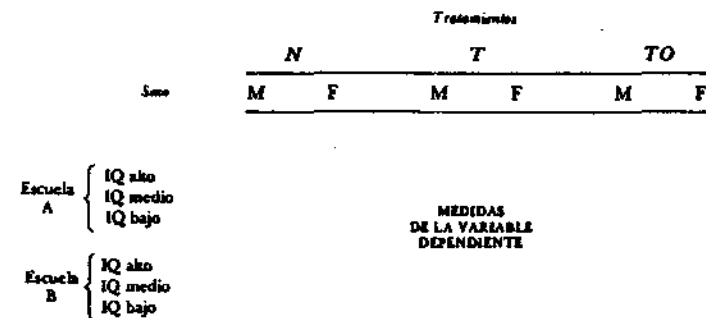 Tratamientos
N T TO
Sexo M F M F M F
Escuela A
IQ alto
IQ medio
IQ bajo
MEDIDAS
DE LA VARIABLE
DEPENDIENTE
Escuela B
IQ alto
IQ medio
IQ bajo